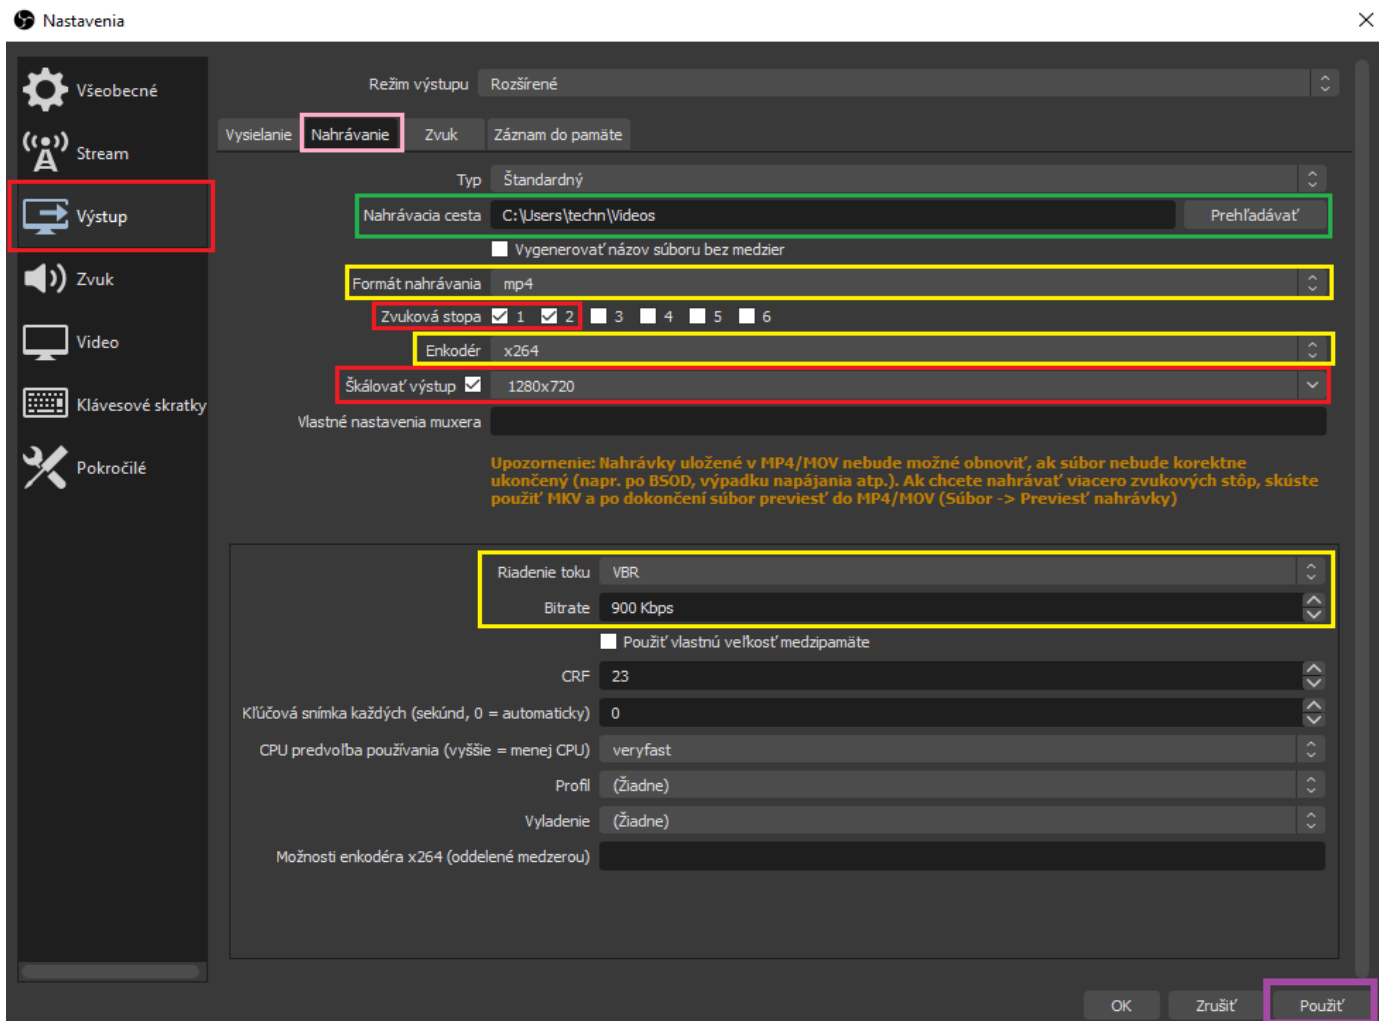 Nastavenia
Všeobecné
Stream
Výstup
Zvuk
Video
Klávesové skratky
Pokročilé
Režim výstupu Rozšírené
Vysielanie Nahrávanie Zvuk Záznam do pamäte
Typ Štandardný
Nahrávacia cesta C:\Users\techn\Videos Prehľadávať
Vygenerovať názov súboru bez medzier
Formát nahrávania mp4
Zvuková stopa 1 2 3 4 5 6
Enkodér x264
Škálovať výstup 1280x720
Vlastné nastavenia muxera
Upozornenie: Nahrávky uložené v MP4/MOV nebude možné obnoviť, ak súbor nebude korektne
ukončený (napr. po BSOD, výpadku napájania atp.). Ak chcete nahrávať viacero zvukových stôp, skúste
použiť MKV a po dokončení súbor previesť do MP4/MOV (Súbor -> Previesť nahrávky)
Riadenie toku VBR
Bitrate 900 Kbps
Použiť vlastnú veľkosť medzipamäte
CRF 23
Kľúčová snímka každých (sekúnd, 0 = automaticky) 0
CPU predvoľba používania (vyššie = menej CPU) veryfast
Profil (Žiadne)
Vyladenie (Žiadne)
Možnosti enkodéra x264 (oddelené medzerou)
OK Zrušiť Použiť